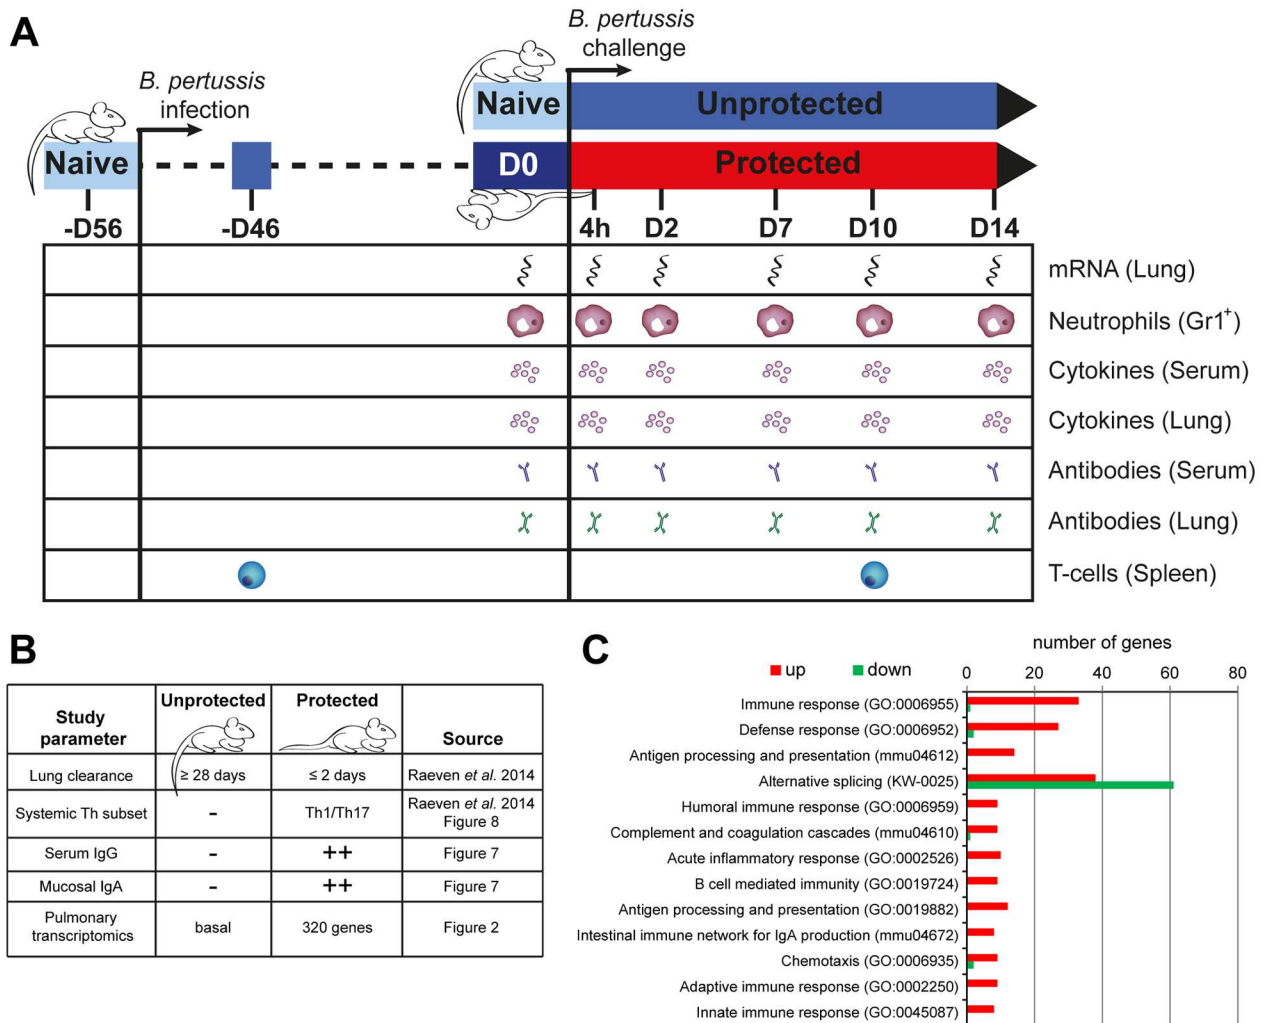 A
B. pertussis
challenge
B. pertussis
infection
Naive
Unprotected
Naive
D0
Protected
-D56
-D46
4h
D2
D7
D10
D14
mRNA (Lung)
Neutrophils (Gr1+)
Cytokines (Serum)
Cytokines (Lung)
Antibodies (Serum)
Antibodies (Lung)
T-cells (Spleen)
B
Study
parameter
Unprotected
Protected
Source
Lung clearance
≥ 28 days
≤ 2 days
Raeven et al. 2014
Systemic Th subset
-
Th1/Th17
Raeven et al. 2014
Figure 8
Serum IgG
-
++
Figure 7
Mucosal IgA
-
++
Figure 7
Pulmonary
transcriptomics
basal
320 genes
Figure 2
C
number of genes
up
down
0
20
40
60
80
Immune response (GO:0006955)
Defense response (GO:0006952)
Antigen processing and presentation (mmu04612)
Alternative splicing (KW-0025)
Humoral immune response (GO:0006959)
Complement and coagulation cascades (mmu04610)
Acute inflammatory response (GO:0002526)
B cell mediated immunity (GO:0019724)
Antigen processing and presentation (GO:0019882)
Intestinal immune network for IgA production (mmu04672)
Chemotaxis (GO:0006935)
Adaptive immune response (GO:0002250)
Innate immune response (GO:0045087)